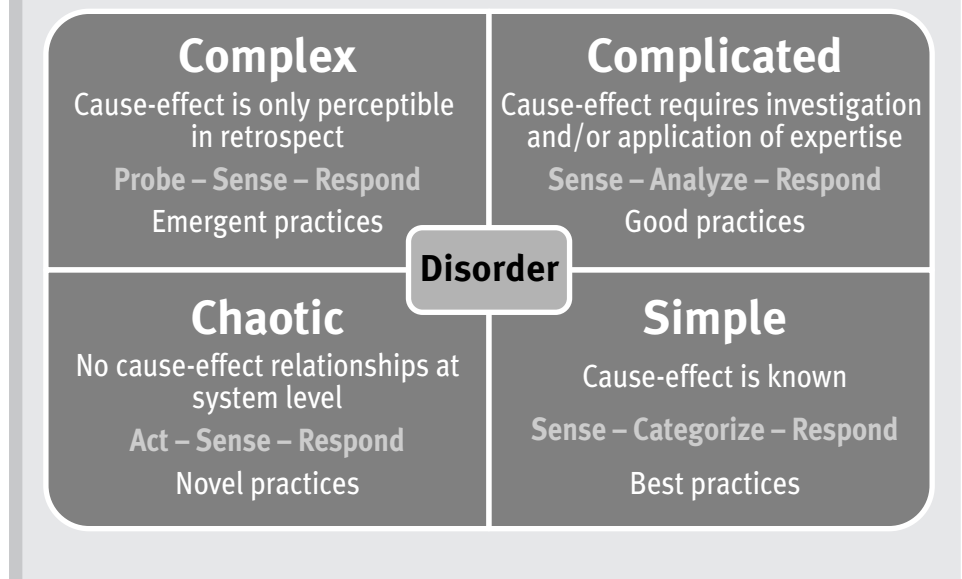 Complex
Cause-effect is only perceptible
in retrospect
Probe – Sense – Respond
Emergent practices
Complicated
Cause-effect requires investigation
and/or application of expertise
Sense – Analyze – Respond
Good practices
Disorder
Chaotic
No cause-effect relationships at
system level
Act – Sense – Respond
Novel practices
Simple
Cause-effect is known
Sense – Categorize – Respond
Best practices